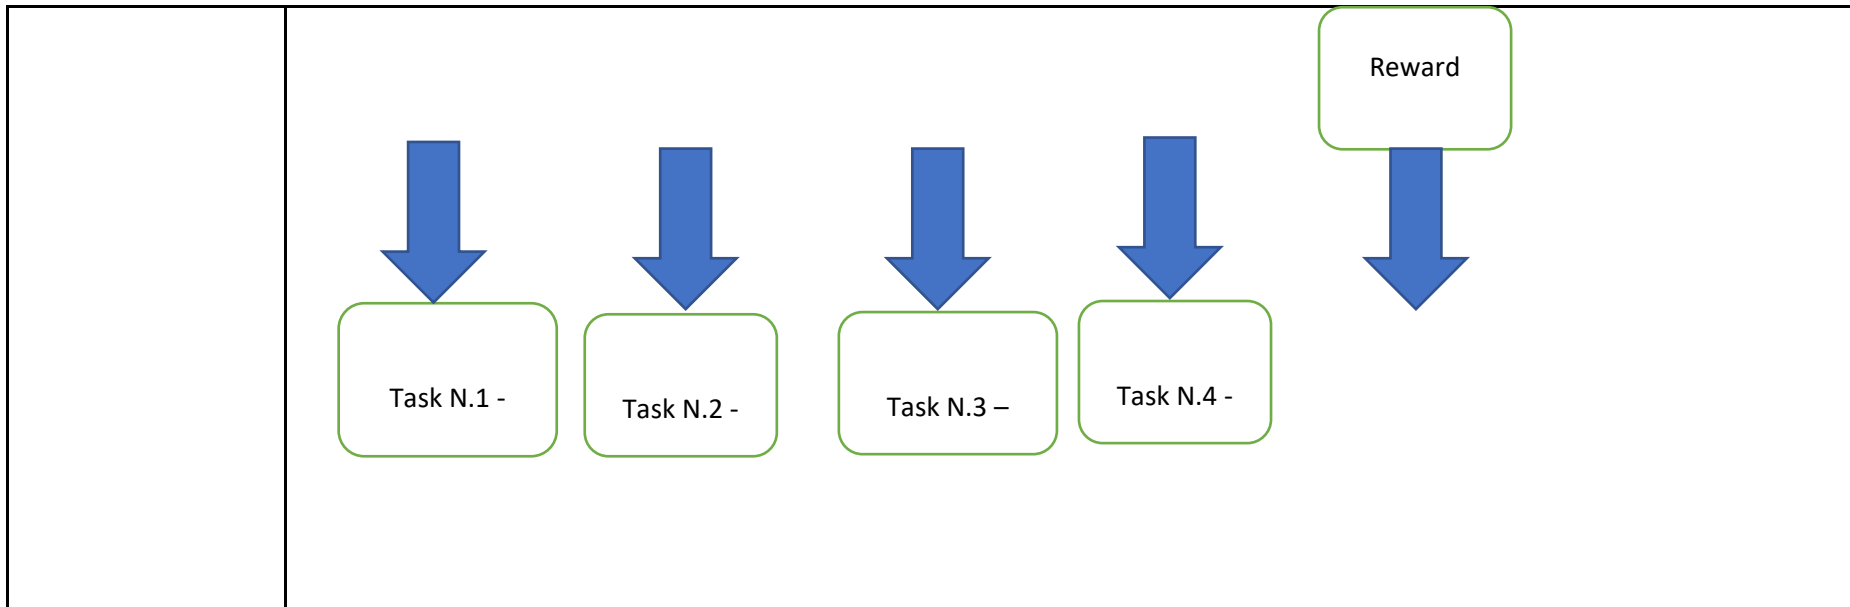 Reward
Task N.1 -
Task N.2 -
Task N.3 –
Task N.4 -